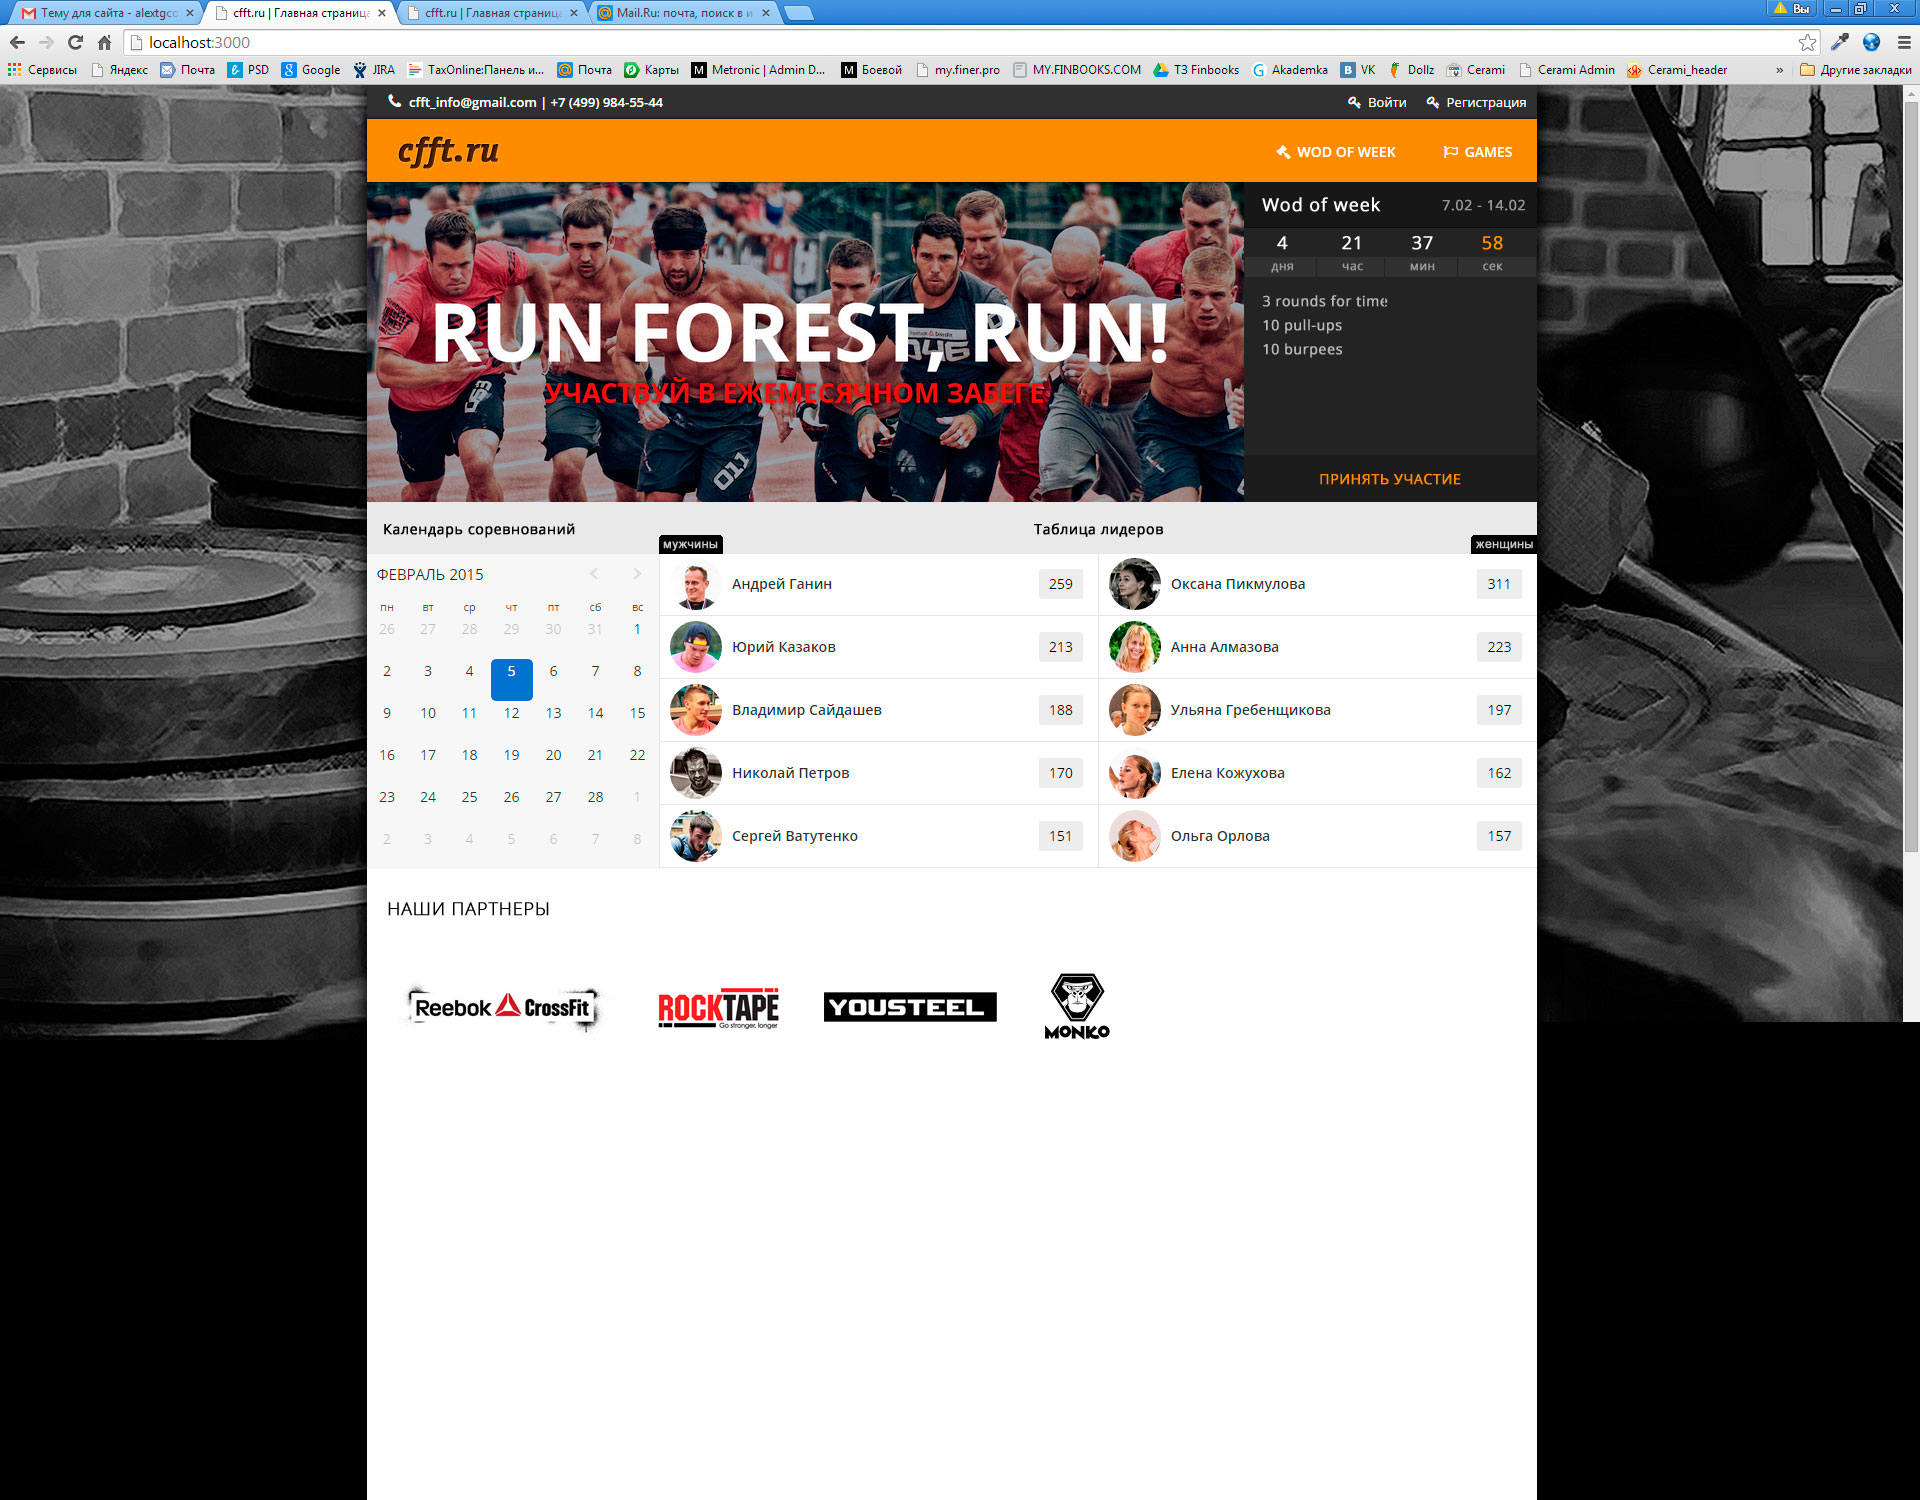 Тему для сайта - alextgco
cfft.ru | Главная страница
cfft.ru | Главная страница
Mail.Ru: почта, поиск в и
Вы
localhost:3000
Сервисы Яндекс Почта PSD Google JIRA TaxOnline:Панель и... Почта Карты Metronic | Admin D... Боевой my.finer.pro MY.FINBOOKS.COM ТЗ Finbooks Akademka VK Dollz Cerami Cerami Admin Cerami_header » Другие закладки
cfft_info@gmail.com | +7 (499) 984-55-44
Войти Регистрация
cfft.ru
WOD OF WEEK GAMES
RUN FOREST, RUN!
УЧАСТВУЙ В ЕЖЕМЕСЯЧНОМ ЗАБЕГЕ
011
Wod of week 7.02 - 14.02
4 21 37 58
дня час мин сек
3 rounds for time
10 pull-ups
10 burpees
ПРИНЯТЬ УЧАСТИЕ
Календарь соревнований
Таблица лидеров
мужчины
женщины
ФЕВРАЛЬ 2015
пн вт ср чт пт сб вс
26 27 28 29 30 31 1
2 3 4 5 6 7 8
9 10 11 12 13 14 15
16 17 18 19 20 21 22
23 24 25 26 27 28 1
2 3 4 5 6 7 8
Андрей Ганин 259
Юрий Казаков 213
Владимир Сайдашев 188
Николай Петров 170
Сергей Ватутенко 151
Оксана Пикмулова 311
Анна Алмазова 223
Ульяна Гребенщикова 197
Елена Кожухова 162
Ольга Орлова 157
НАШИ ПАРТНЕРЫ
Reebok CrossFit
ROCKTAPE
Go stronger, longer
YOUSTEEL
MONKO